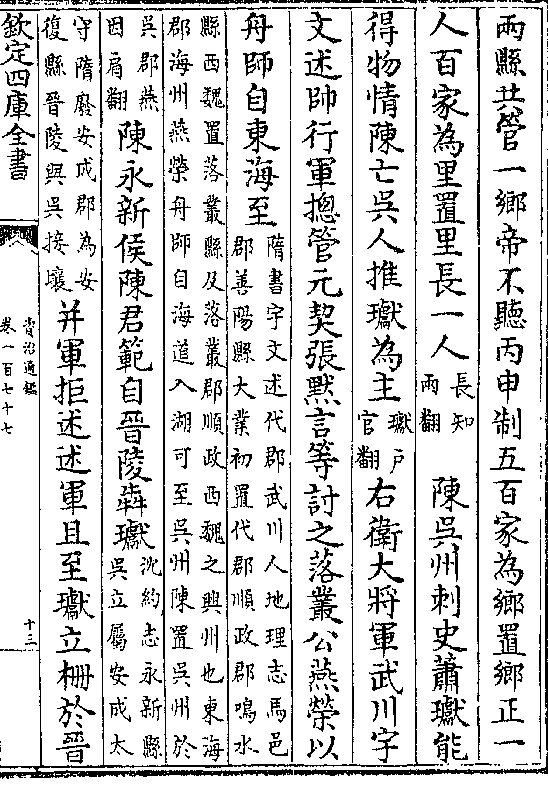 兩縣共管一鄉帝不聽丙申制五百家為鄉置鄉正一
人百家為里置里長一人長知兩翻陳吳州刺史蕭瓛能
得物情陳亡吳人推瓛為主瓛戸官翻右衛大將軍武川宇
文述帥行軍摠管元契張黙言等討之落叢公燕榮以
舟師自東海至隋書宇文述代郡武川人地理志馬邑郡善陽縣大業初置代郡順政郡鳴水
縣西魏置落叢縣及落叢郡順政西魏之興州也東海郡海州燕榮舟師自海道入湖可至吳州陳置吳州於
吳郡燕因肩翻陳永新侯陳君範自晉陵犇瓛沈約志永新縣吳立屬安成太
守隋廢安成郡為安復縣晉陵與吳接壤并軍拒述述軍且至瓛立柵於晉
欽定四庫全書
資治通鑑
卷一百七十七
十三